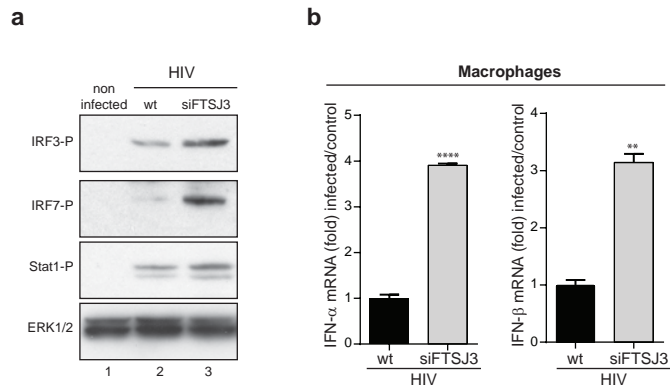 a
HIV
non
infected
wt
siFTSJ3
IRF3-P
IRF7-P
Stat1-P
ERK1/2
1 2 3
b
Macrophages
IFN-α mRNA (fold) infected/control
5
4
3
2
1
0
****
wt siFTSJ3
HIV
IFN-β mRNA (fold) infected/control
4
3
2
1
0
**
wt siFTSJ3
HIV